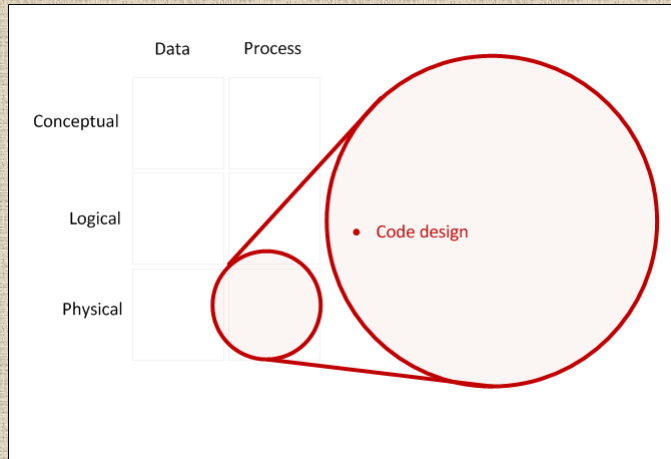 Data Process
Conceptual
Logical
• Code design
Physical